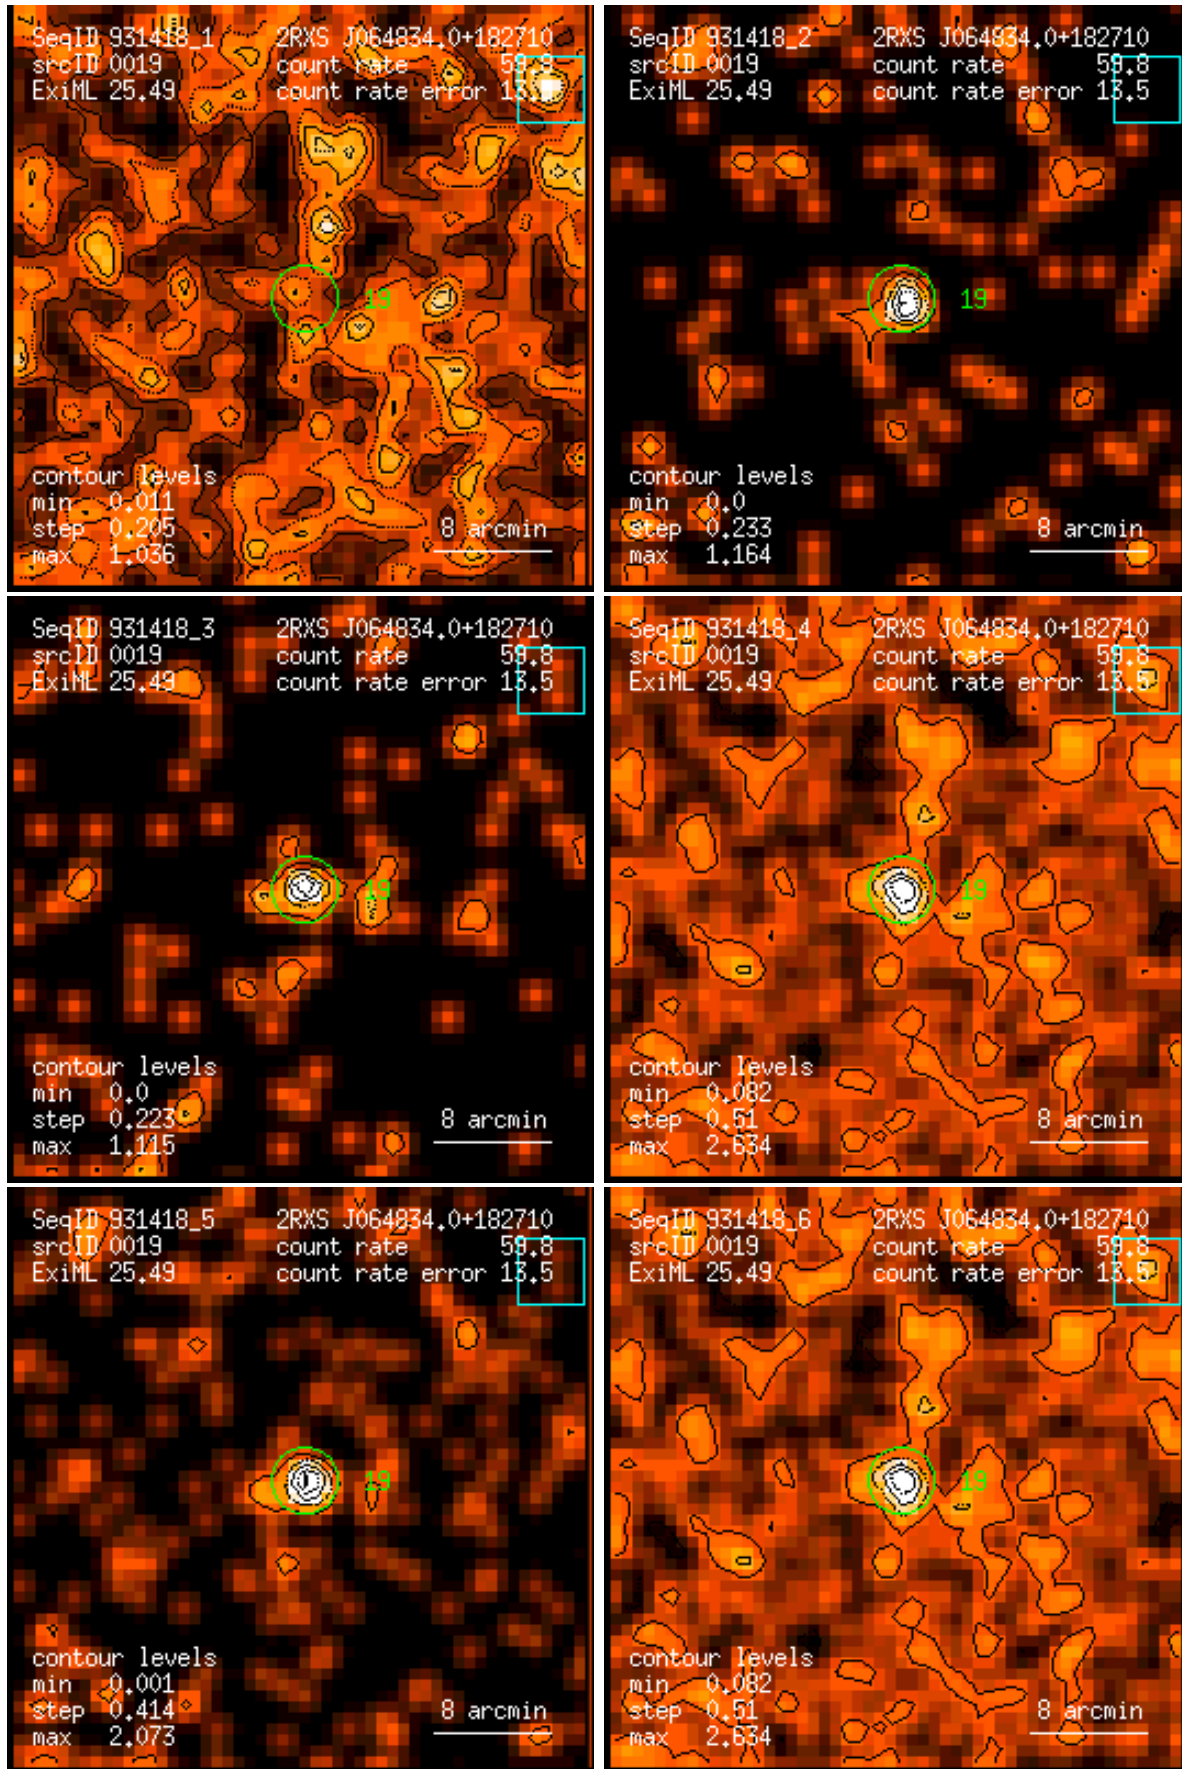 SeqID 931418_1 2RXS J064834.0+182710
srcID 0019 count rate 59.8
ExiML 25.49 count rate error 13.5
19
contour levels
min 0.011
step 0.205 8 arcmin
max 1.036
SeqID 931418_2 2RXS J064834.0+182710
srcID 0019 count rate 59.8
ExiML 25.49 count rate error 13.5
19
contour levels
min 0.0
step 0.233 8 arcmin
max 1.164
SeqID 931418_3 2RXS J064834.0+182710
srcID 0019 count rate 59.8
ExiML 25.49 count rate error 13.5
19
contour levels
min 0.0
step 0.223 8 arcmin
max 1.115
SeqID 931418_4 2RXS J064834.0+182710
srcID 0019 count rate 59.8
ExiML 25.49 count rate error 13.5
19
contour levels
min 0.082
step 0.51 8 arcmin
max 2.634
SeqID 931418_5 2RXS J064834.0+182710
srcID 0019 count rate 59.8
ExiML 25.49 count rate error 13.5
19
contour levels
min 0.001
step 0.414 8 arcmin
max 2.073
SeqID 931418_6 2RXS J064834.0+182710
srcID 0019 count rate 59.8
ExiML 25.49 count rate error 13.5
19
contour levels
min 0.082
step 0.51 8 arcmin
max 2.634